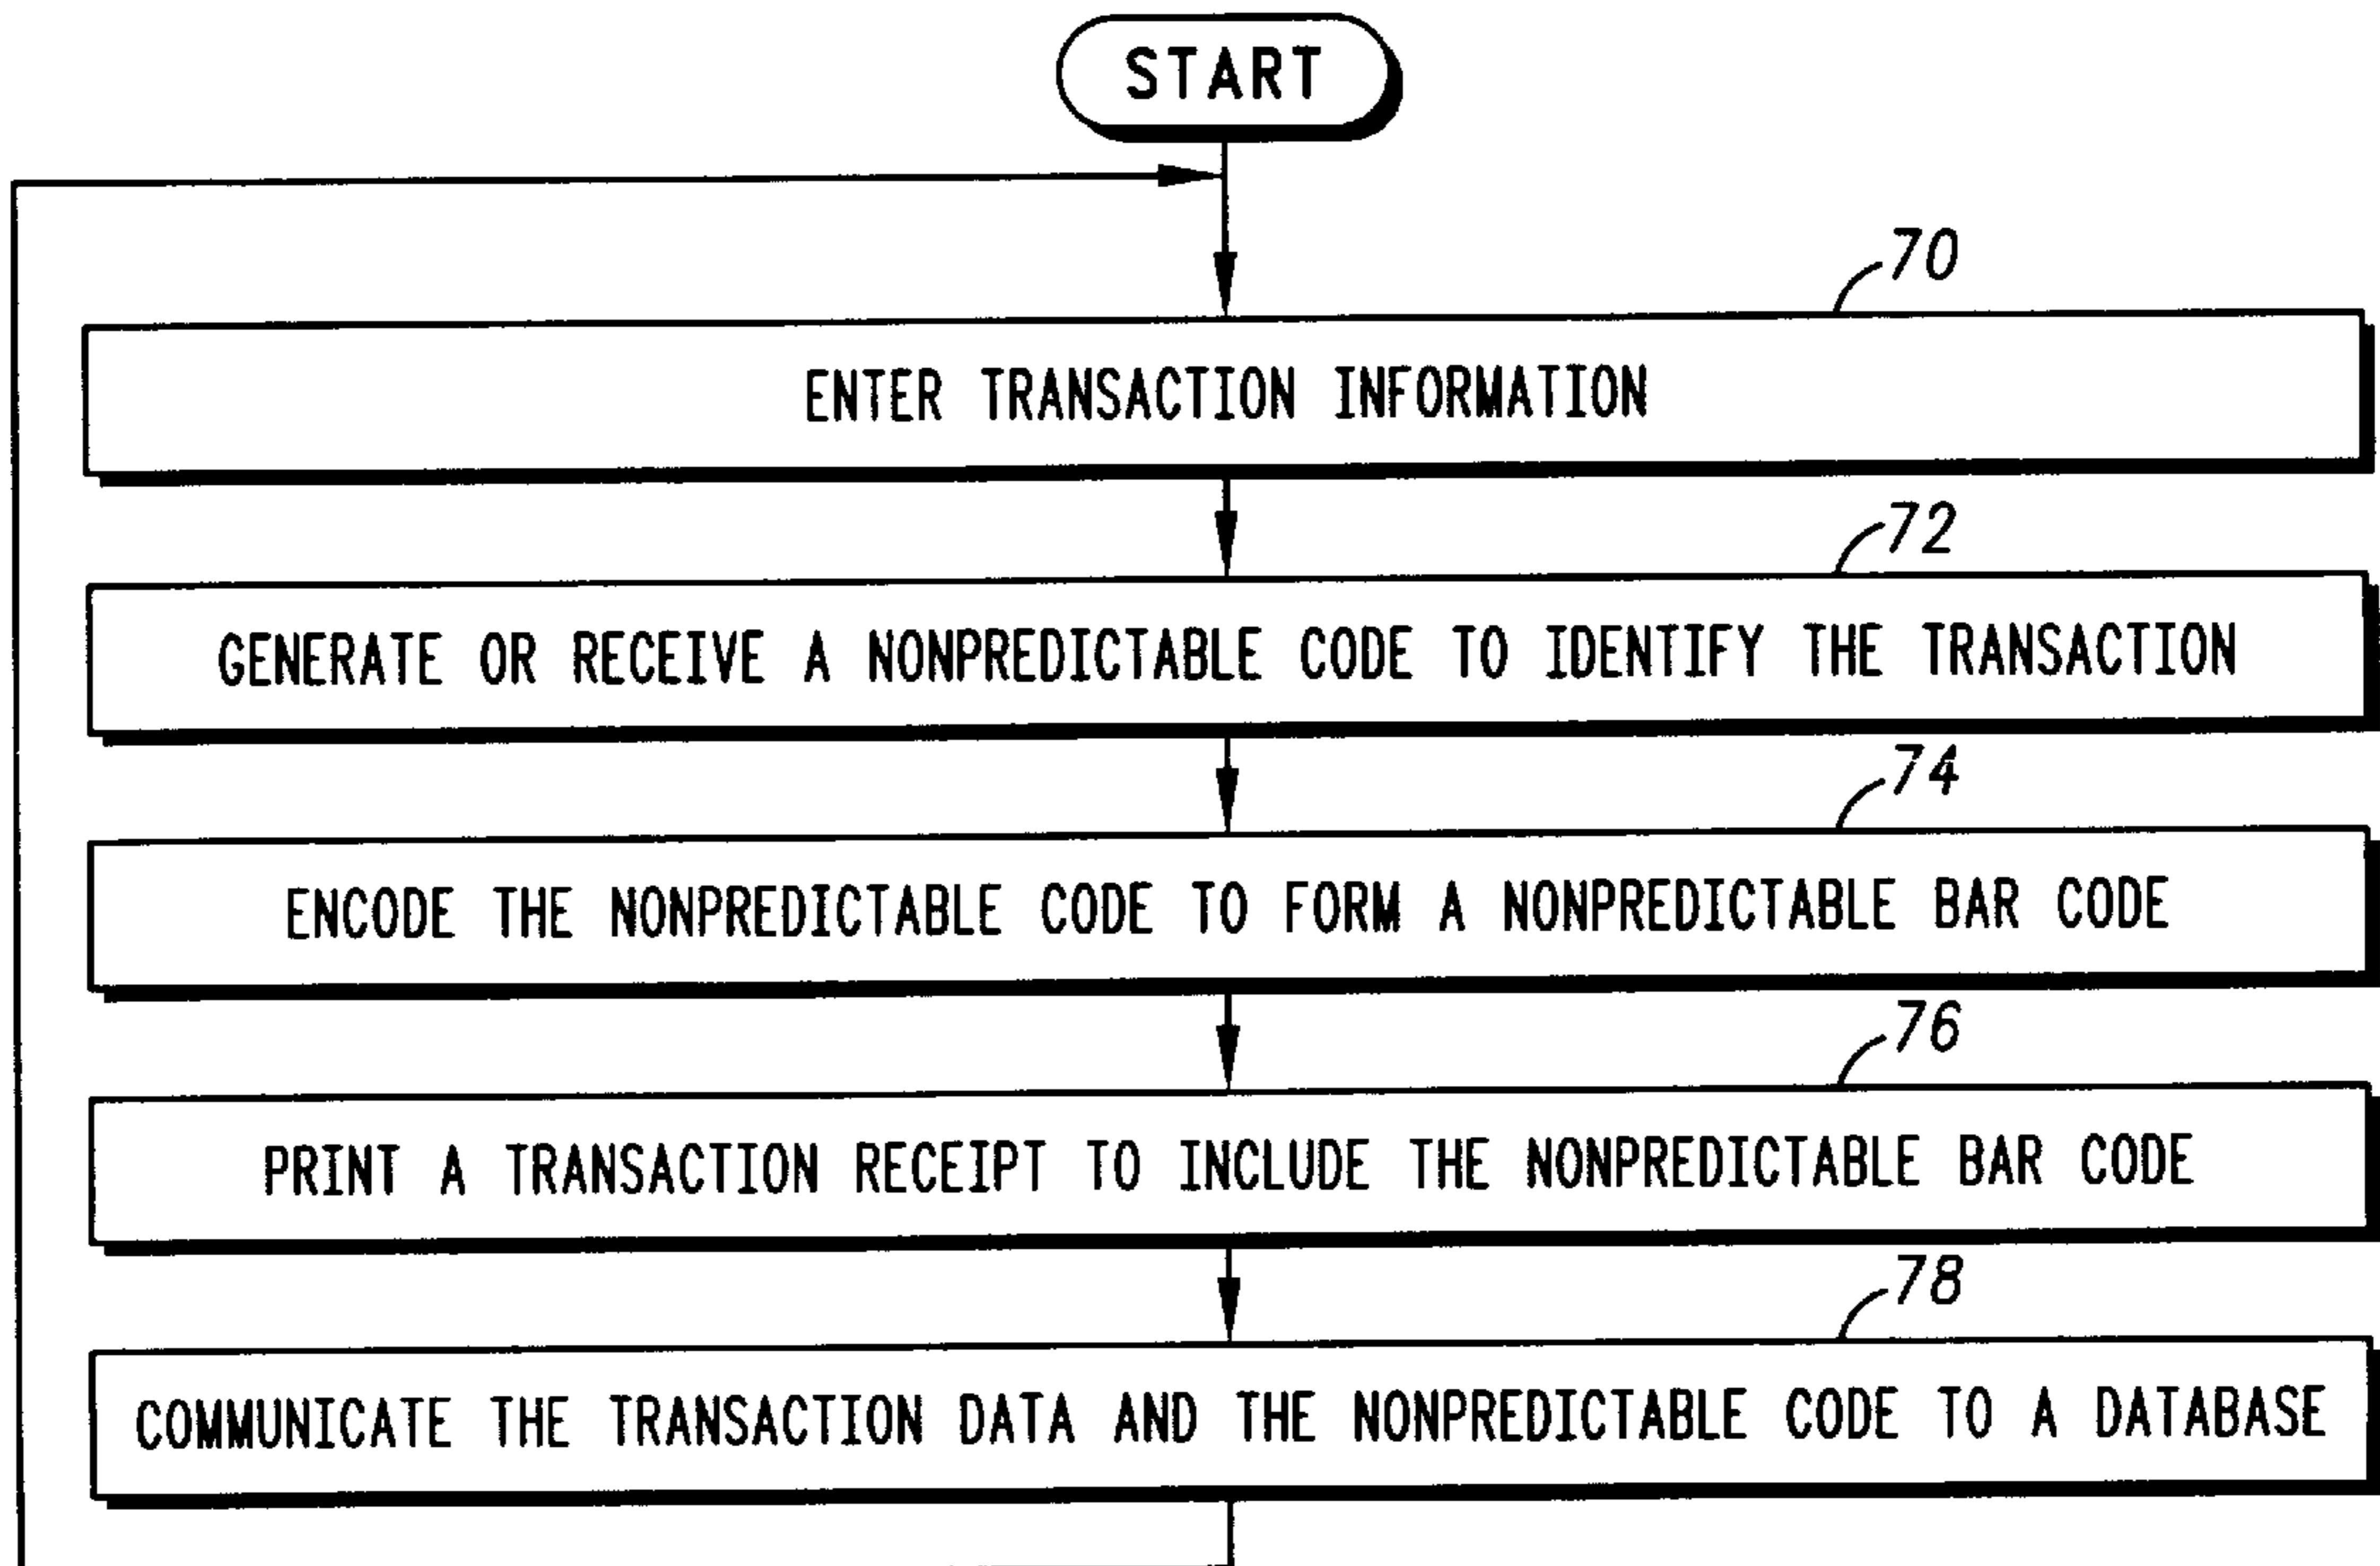 START
70
ENTER TRANSACTION INFORMATION
72
GENERATE OR RECEIVE A NONPREDICTABLE CODE TO IDENTIFY THE TRANSACTION
74
ENCODE THE NONPREDICTABLE CODE TO FORM A NONPREDICTABLE BAR CODE
76
PRINT A TRANSACTION RECEIPT TO INCLUDE THE NONPREDICTABLE BAR CODE
78
COMMUNICATE THE TRANSACTION DATA AND THE NONPREDICTABLE CODE TO A DATABASE